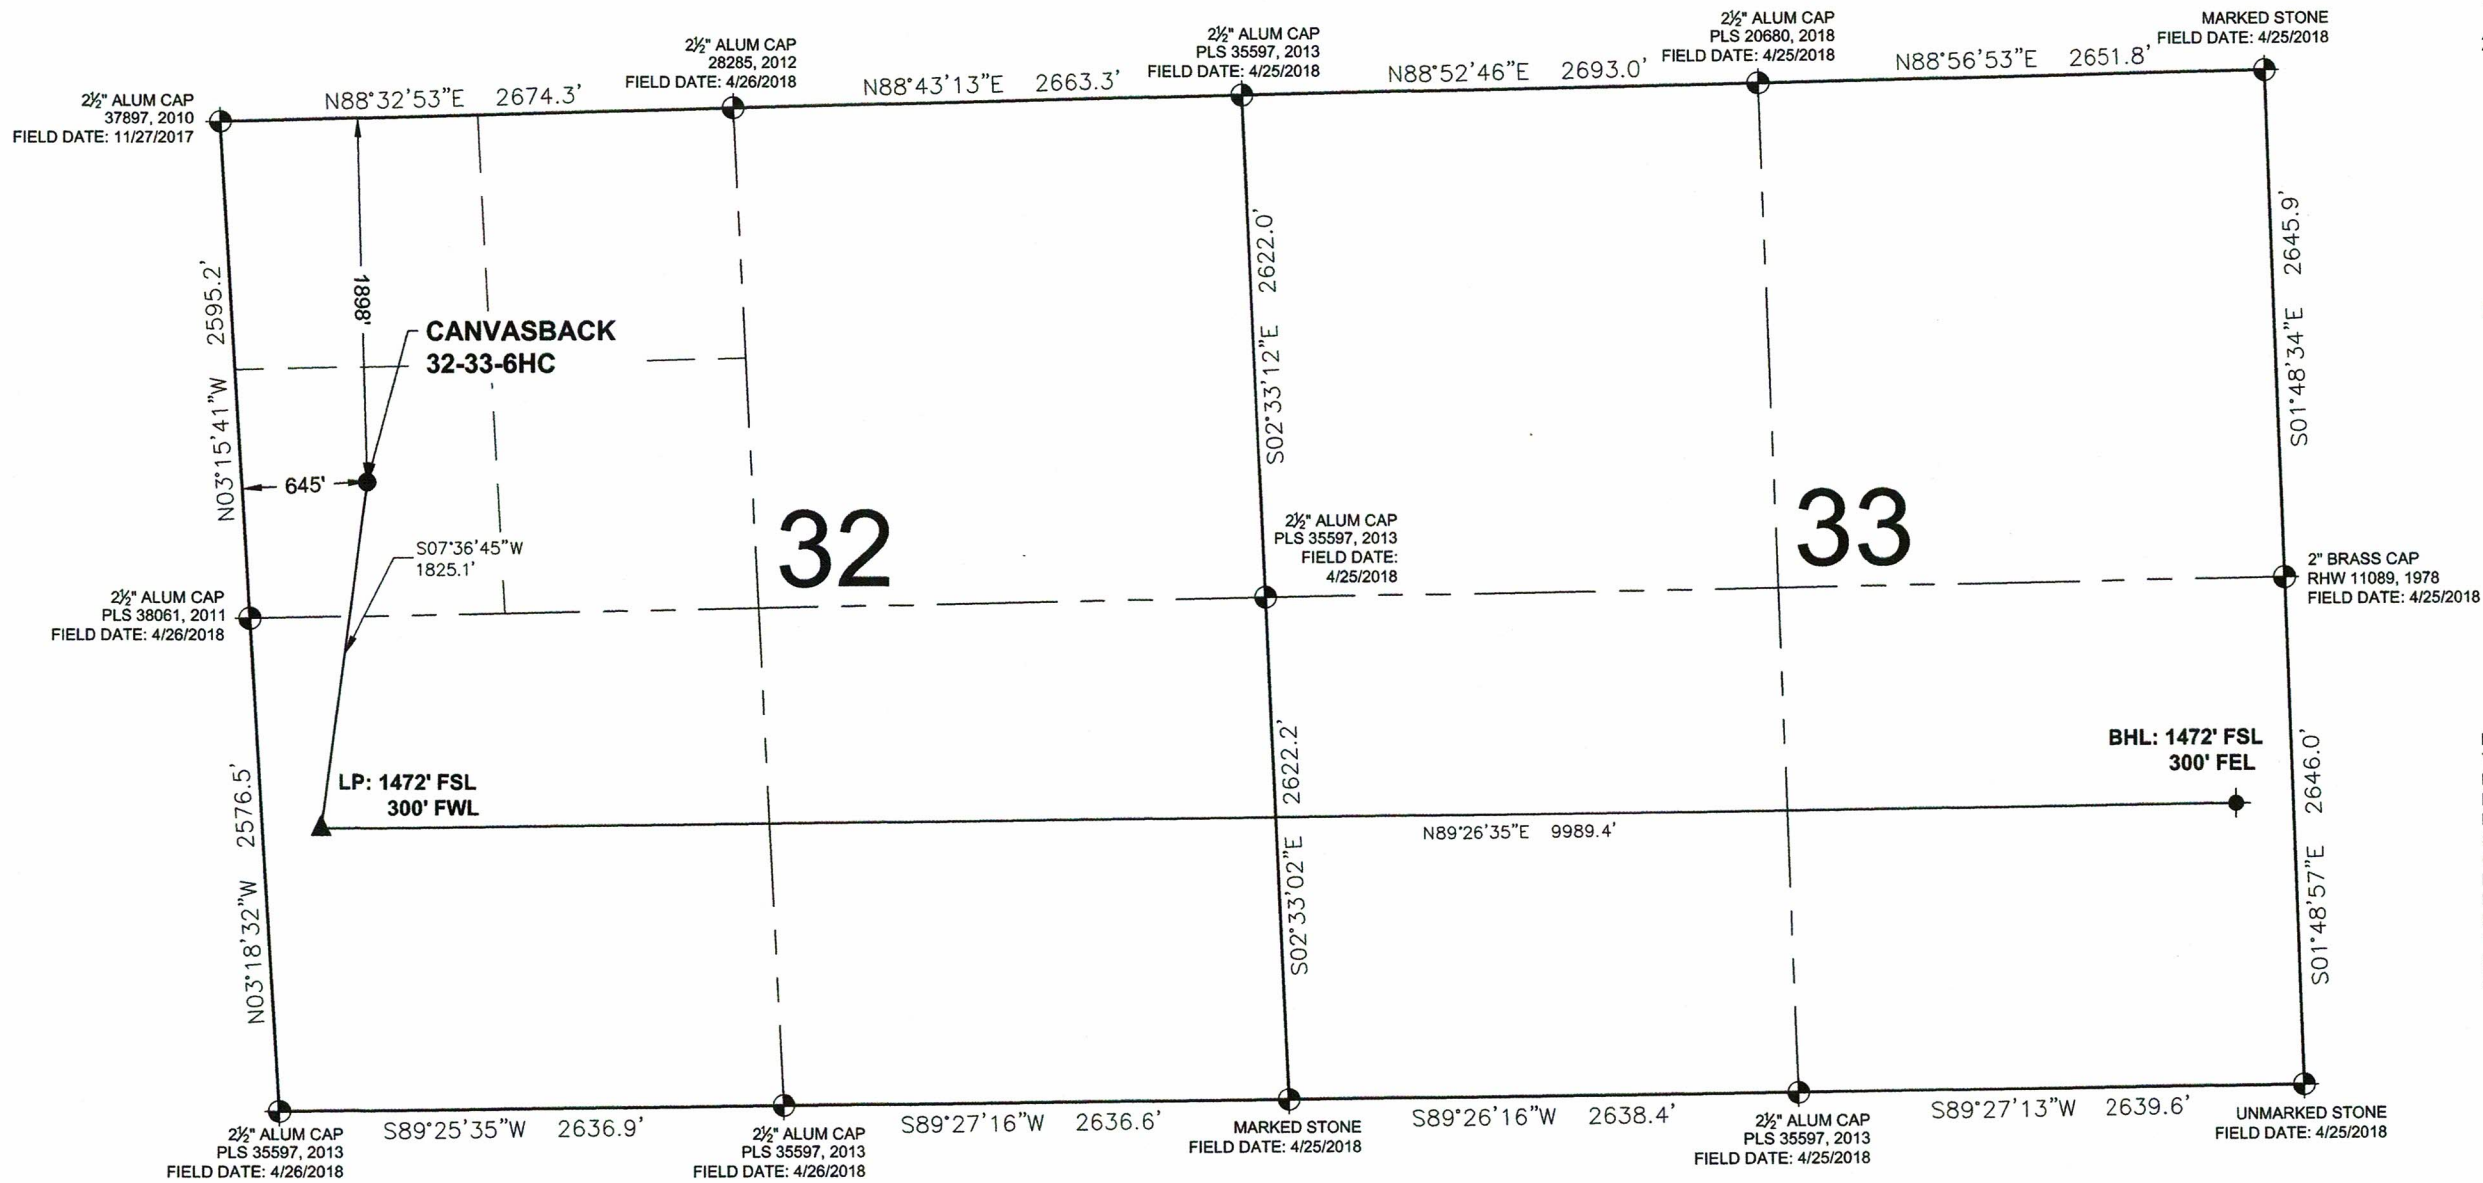 2½" ALUM CAP
37897, 2010
FIELD DATE: 11/27/2017
N88°32'53"E 2674.3'
2½" ALUM CAP
28285, 2012
FIELD DATE: 4/26/2018
N88°43'13"E 2663.3'
2½" ALUM CAP
PLS 35597, 2013
FIELD DATE: 4/25/2018
N88°52'46"E 2693.0'
2½" ALUM CAP
PLS 20680, 2018
FIELD DATE: 4/25/2018
N88°56'53"E 2651.8'
MARKED STONE
FIELD DATE: 4/25/2018
N03°15'41"W 2595.2'
1898'
CANVASBACK
32-33-6HC
645'
S07°36'45"W
1825.1'
S02°33'12"E 2622.0'
S01°48'34"E 2645.9'
32
33
2½" ALUM CAP
PLS 35597, 2013
FIELD DATE:
4/25/2018
2" BRASS CAP
RHW 11089, 1978
FIELD DATE: 4/25/2018
2½" ALUM CAP
PLS 38061, 2011
FIELD DATE: 4/26/2018
N03°18'32"W 2576.5'
LP: 1472' FSL
300' FWL
S02°33'02"E 2622.2'
N89°26'35"E 9989.4'
BHL: 1472' FSL
300' FEL
S01°48'57"E 2646.0'
2½" ALUM CAP
PLS 35597, 2013
FIELD DATE: 4/26/2018
S89°25'35"W 2636.9'
2½" ALUM CAP
PLS 35597, 2013
FIELD DATE: 4/26/2018
S89°27'16"W 2636.6'
MARKED STONE
FIELD DATE: 4/25/2018
S89°26'16"W 2638.4'
2½" ALUM CAP
PLS 35597, 2013
FIELD DATE: 4/25/2018
S89°27'13"W 2639.6'
UNMARKED STONE
FIELD DATE: 4/25/2018